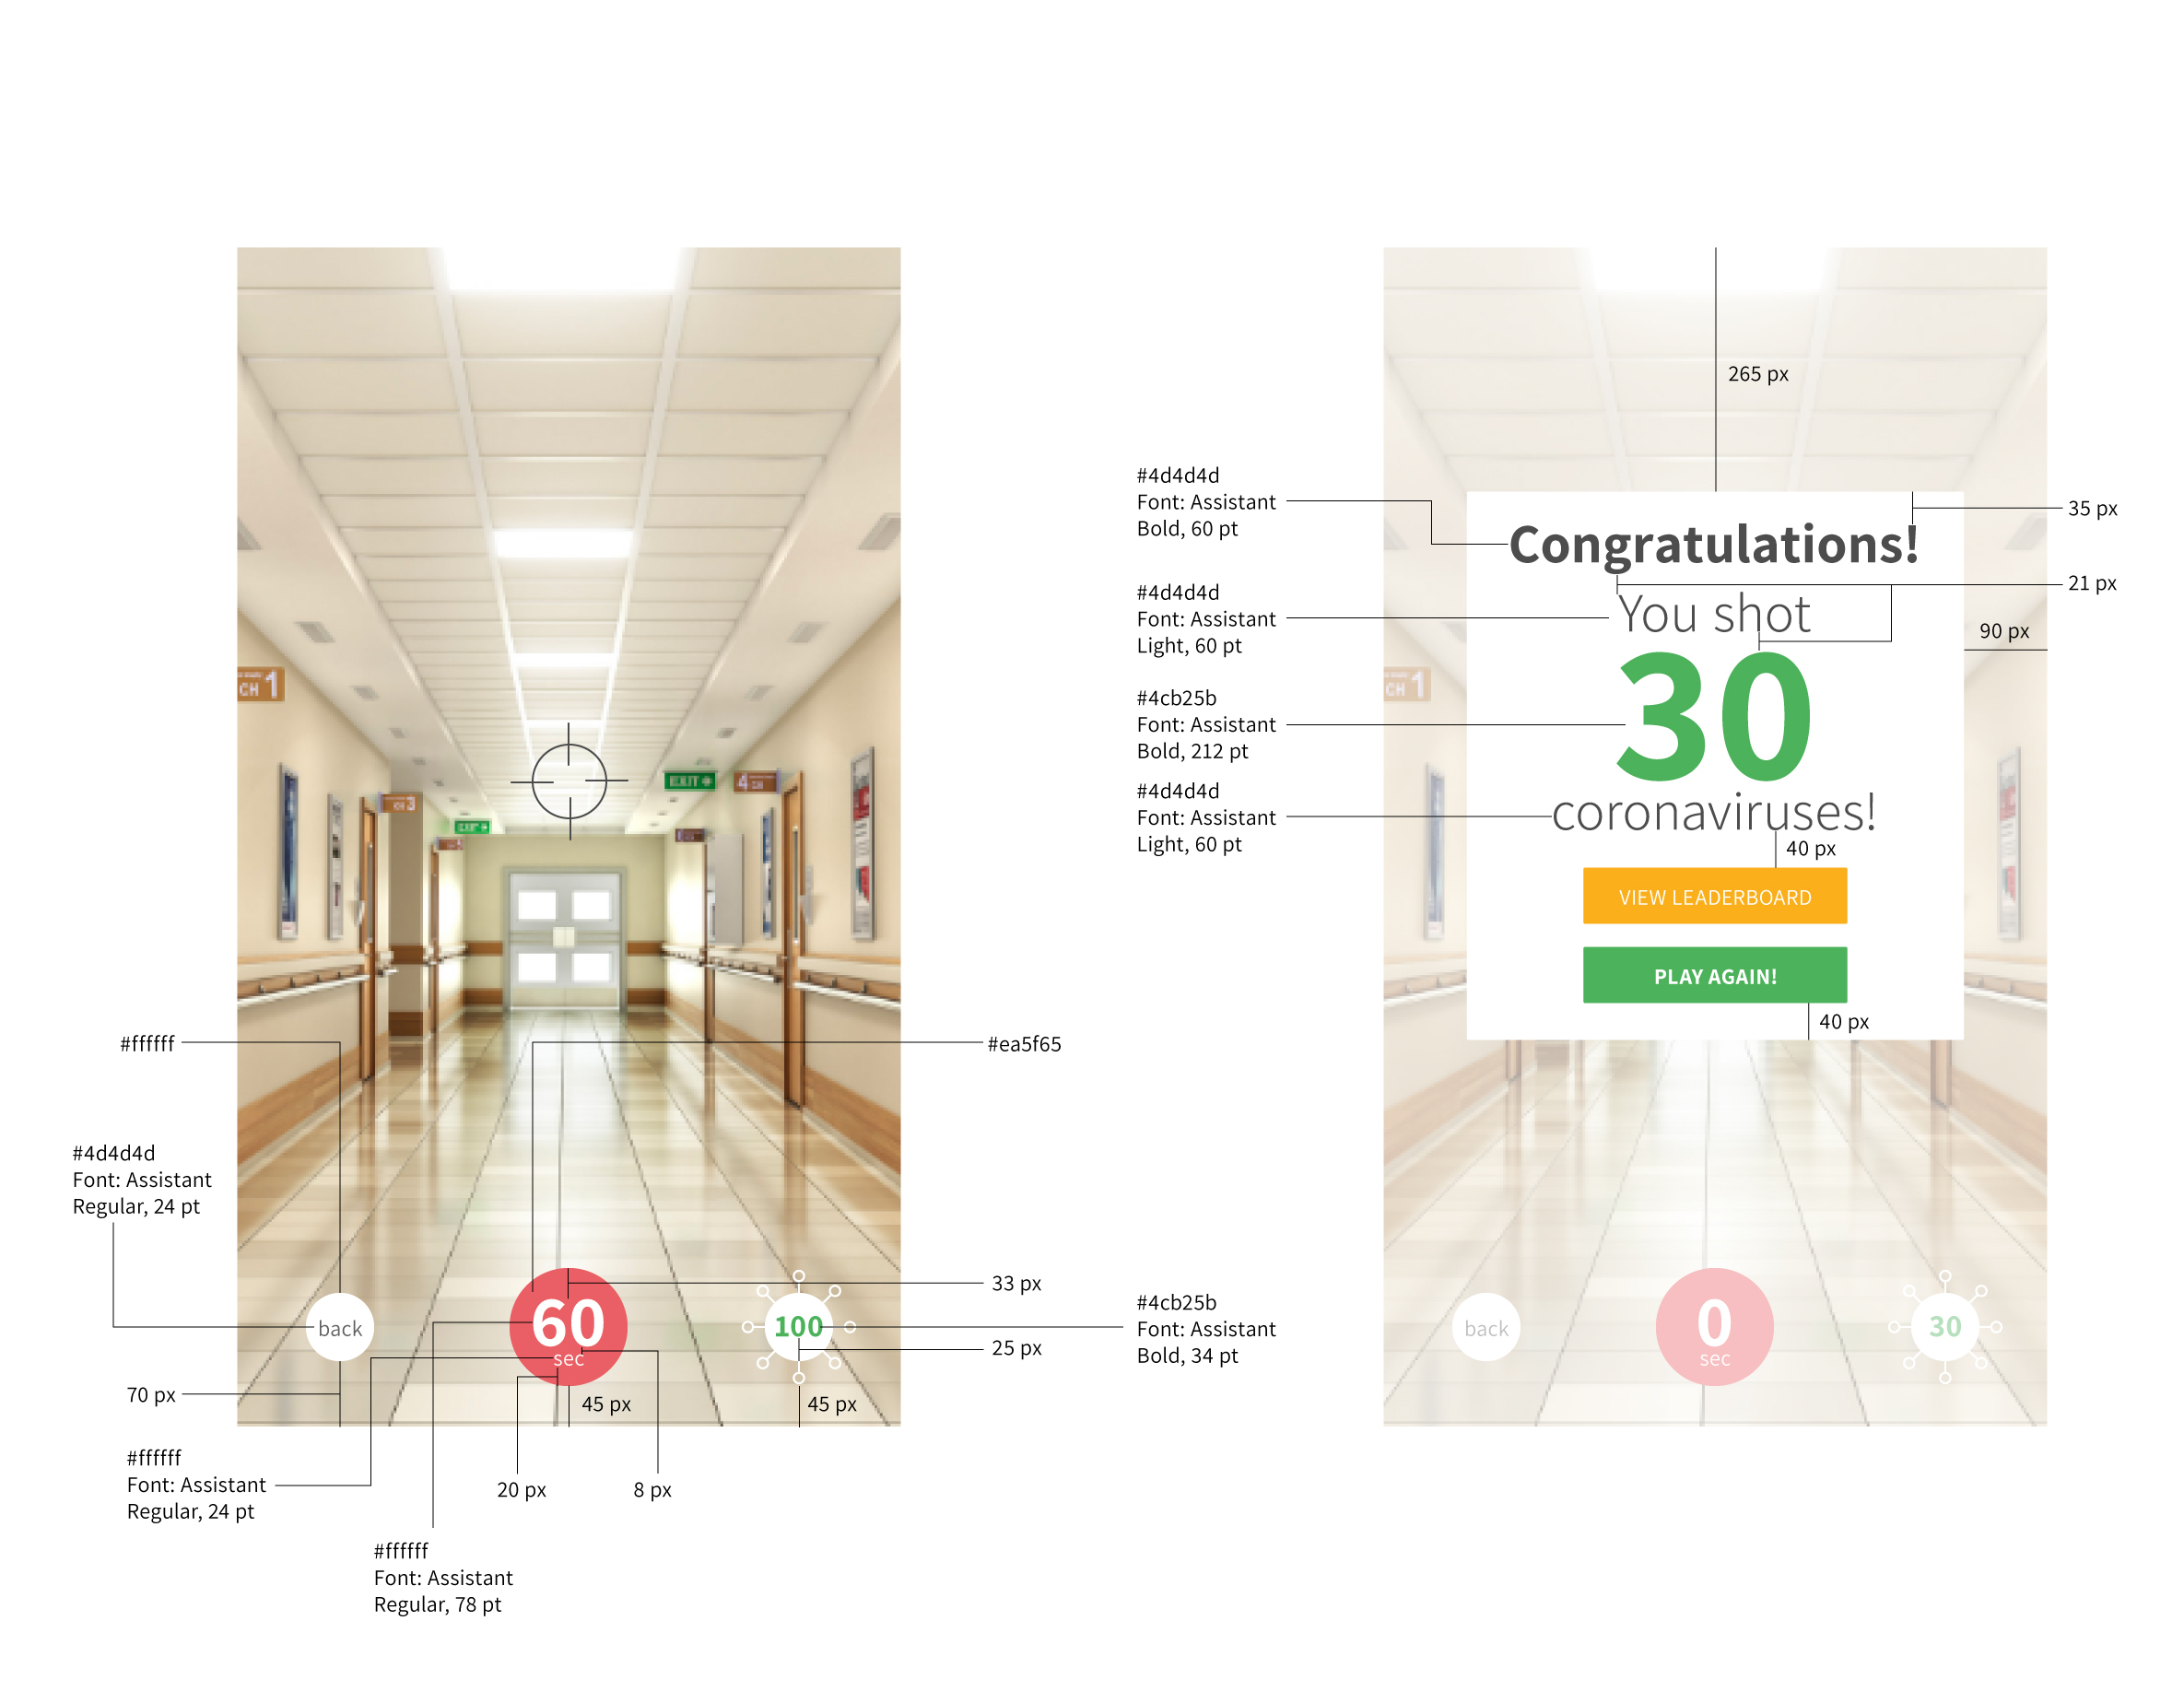 CH 1
EXIT
4
CH 3
EXIT
#ffffff
#ea5f65
#4d4d4d
Font: Assistant
Regular, 24 pt
back
60
sec
100
33 px
25 px
#4cb25b
Font: Assistant
Bold, 34 pt
70 px
45 px
45 px
#ffffff
Font: Assistant
Regular, 24 pt
20 px
8 px
#ffffff
Font: Assistant
Regular, 78 pt
265 px
#4d4d4d
Font: Assistant
Bold, 60 pt
35 px
Congratulations!
21 px
#4d4d4d
Font: Assistant
Light, 60 pt
You shot
90 px
CH 1
#4cb25b
Font: Assistant
Bold, 212 pt
30
#4d4d4d
Font: Assistant
Light, 60 pt
coronaviruses!
40 px
VIEW LEADERBOARD
PLAY AGAIN!
40 px
back
0
sec
30